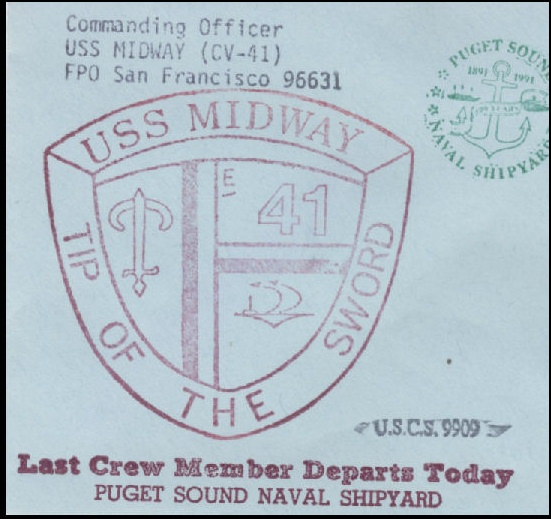 Commanding Officer
USS MIDWAY (CV-41)
FPO San Francisco 96631
PUGET SOUND
1891 1991
NAVAL SHIPYARD
USS MIDWAY
E
41
TIP OF THE SWORD
U.S.C.S. 9909
Last Crew Member Departs Today
PUGET SOUND NAVAL SHIPYARD